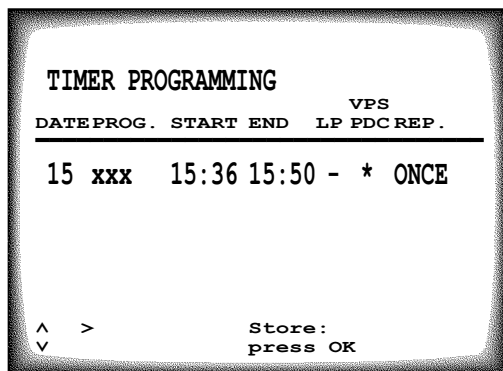 TIMER PROGRAMMING
VPS
DATE PROG. START END LP PDC REP.
15 xxx 15:36 15:50 - * ONCE
^ > Store:
v press OK